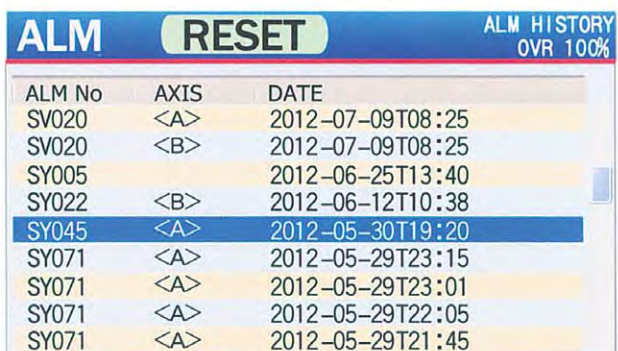 ALM RESET ALM HISTORY
OVR 100%
ALM No AXIS DATE
SV020 <A> 2012-07-09T08:25
SV020 <B> 2012-07-09T08:25
SY005 2012-06-25T13:40
SY022 <B> 2012-06-12T10:38
SY045 <A> 2012-05-30T19:20
SY071 <A> 2012-05-29T23:15
SY071 <A> 2012-05-29T23:01
SY071 <A> 2012-05-29T22:05
SY071 <A> 2012-05-29T21:45